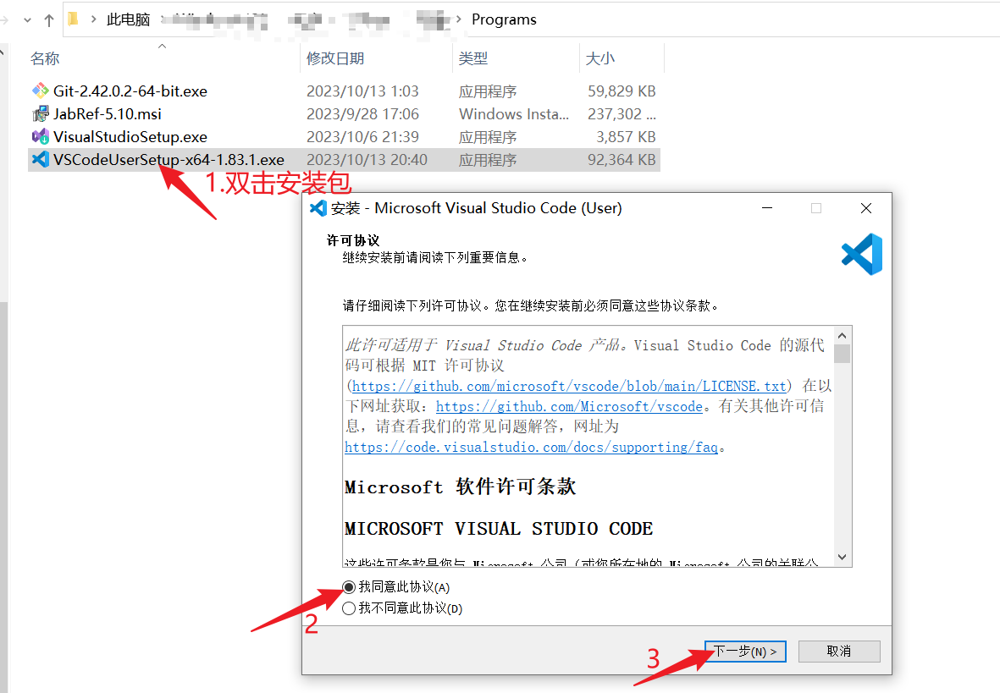 此电脑
Programs
名称 修改日期 类型 大小
Git-2.42.0.2-64-bit.exe 2023/10/13 1:03 应用程序 59,829 KB
JabRef-5.10.msi 2023/9/28 17:06 Windows Insta... 237,302 ...
VisualStudioSetup.exe 2023/10/6 21:39 应用程序 3,857 KB
VSCodeUserSetup-x64-1.83.1.exe 2023/10/13 20:40 应用程序 92,364 KB
1.双击安装包
安装 - Microsoft Visual Studio Code (User)
许可协议
继续安装前请阅读下列重要信息。
请仔细阅读下列许可协议。您在继续安装前必须同意这些协议条款。
此许可适用于 Visual Studio Code 产品。Visual Studio Code 的源代
码可根据 MIT 许可协议
(https://github.com/microsoft/vscode/blob/main/LICENSE.txt) 在以
下网址获取：https://github.com/Microsoft/vscode。有关其他许可信
息，请查看我们的常见问题解答，网址为
https://code.visualstudio.com/docs/supporting/faq。
Microsoft 软件许可条款
MICROSOFT VISUAL STUDIO CODE
这些许可条款是您与 Microsoft 公司（或您所在地的 Microsoft 公司的关联公
我同意此协议(A)
我不同意此协议(D)
2
3
下一步(N) >
取消